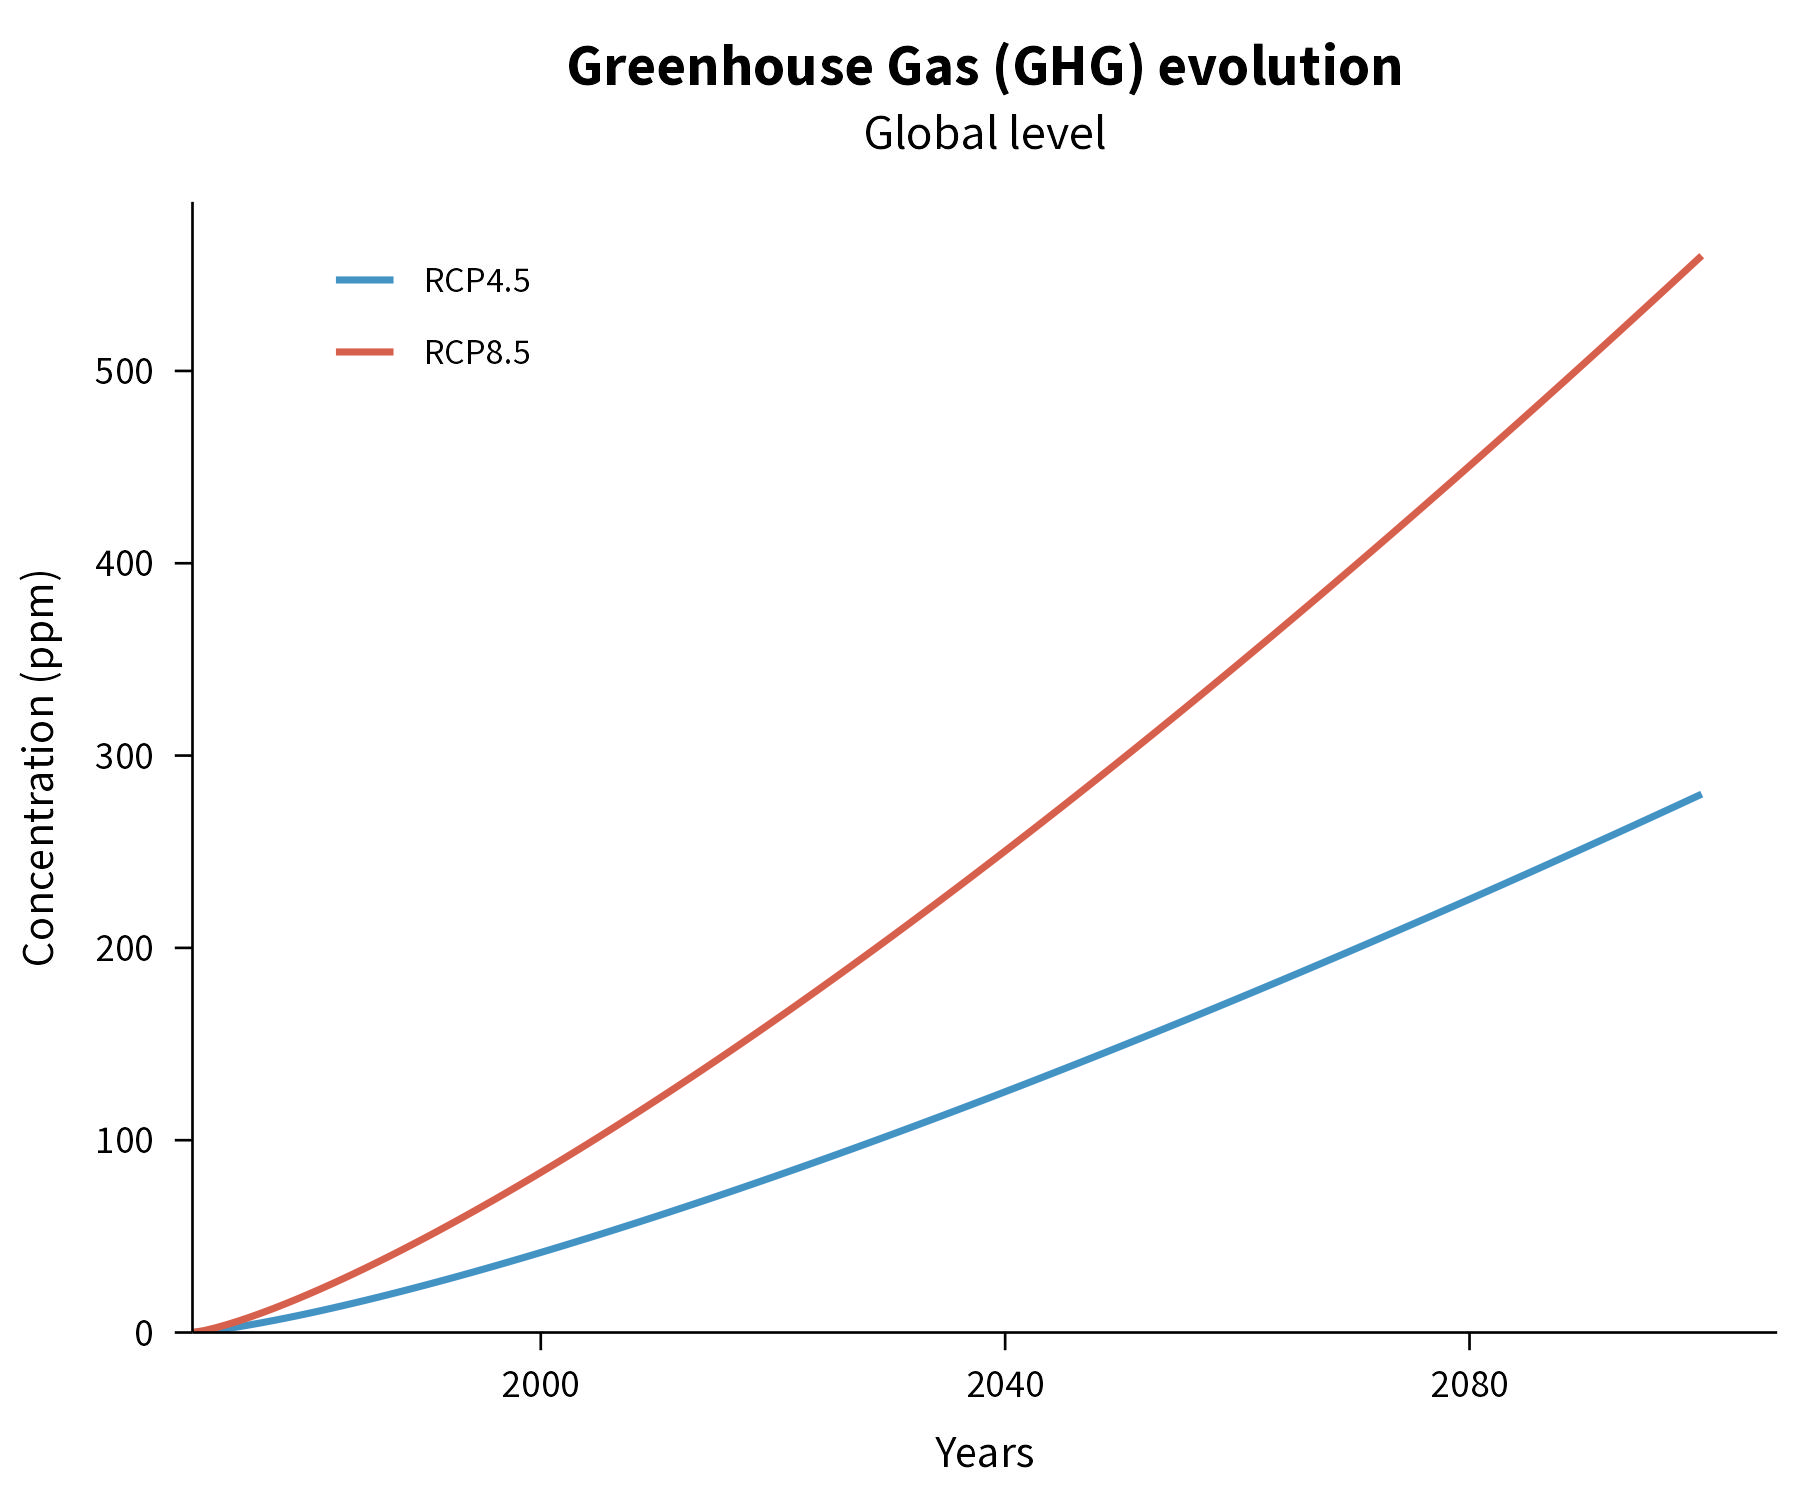 Greenhouse Gas (GHG) evolution
Global level
RCP4.5
RCP8.5
500
400
300
200
100
0
Concentration (ppm)
2000 2040 2080
Years